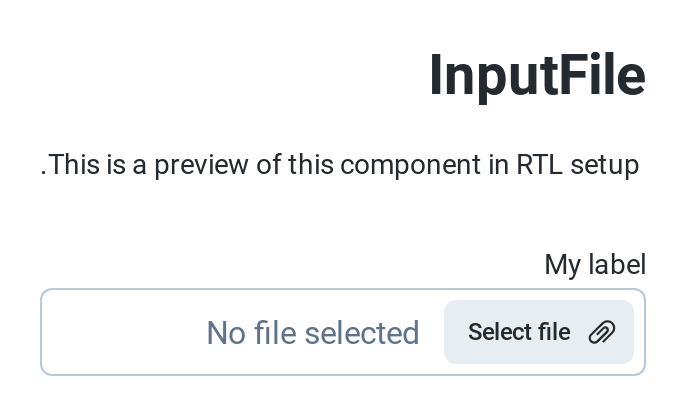 InputFile
.This is a preview of this component in RTL setup
My label
No file selected
Select file